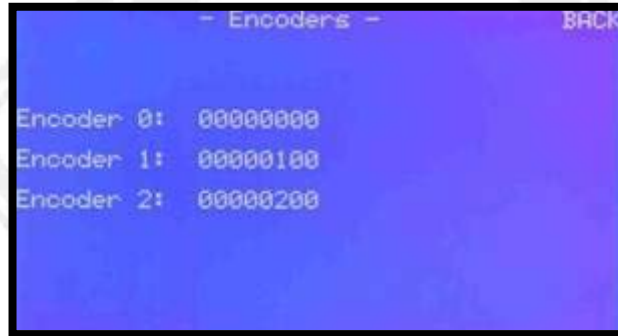 - Encoders - BACK
Encoder 0: 00000000
Encoder 1: 00000100
Encoder 2: 00000200